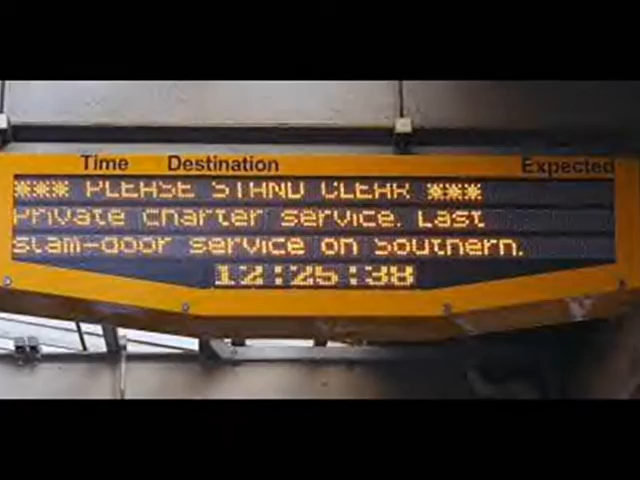 Time Destination Expected
*** PLEASE STAND CLEAR ***
Private charter service. Last
slam-door service on Southern.
12:25:38